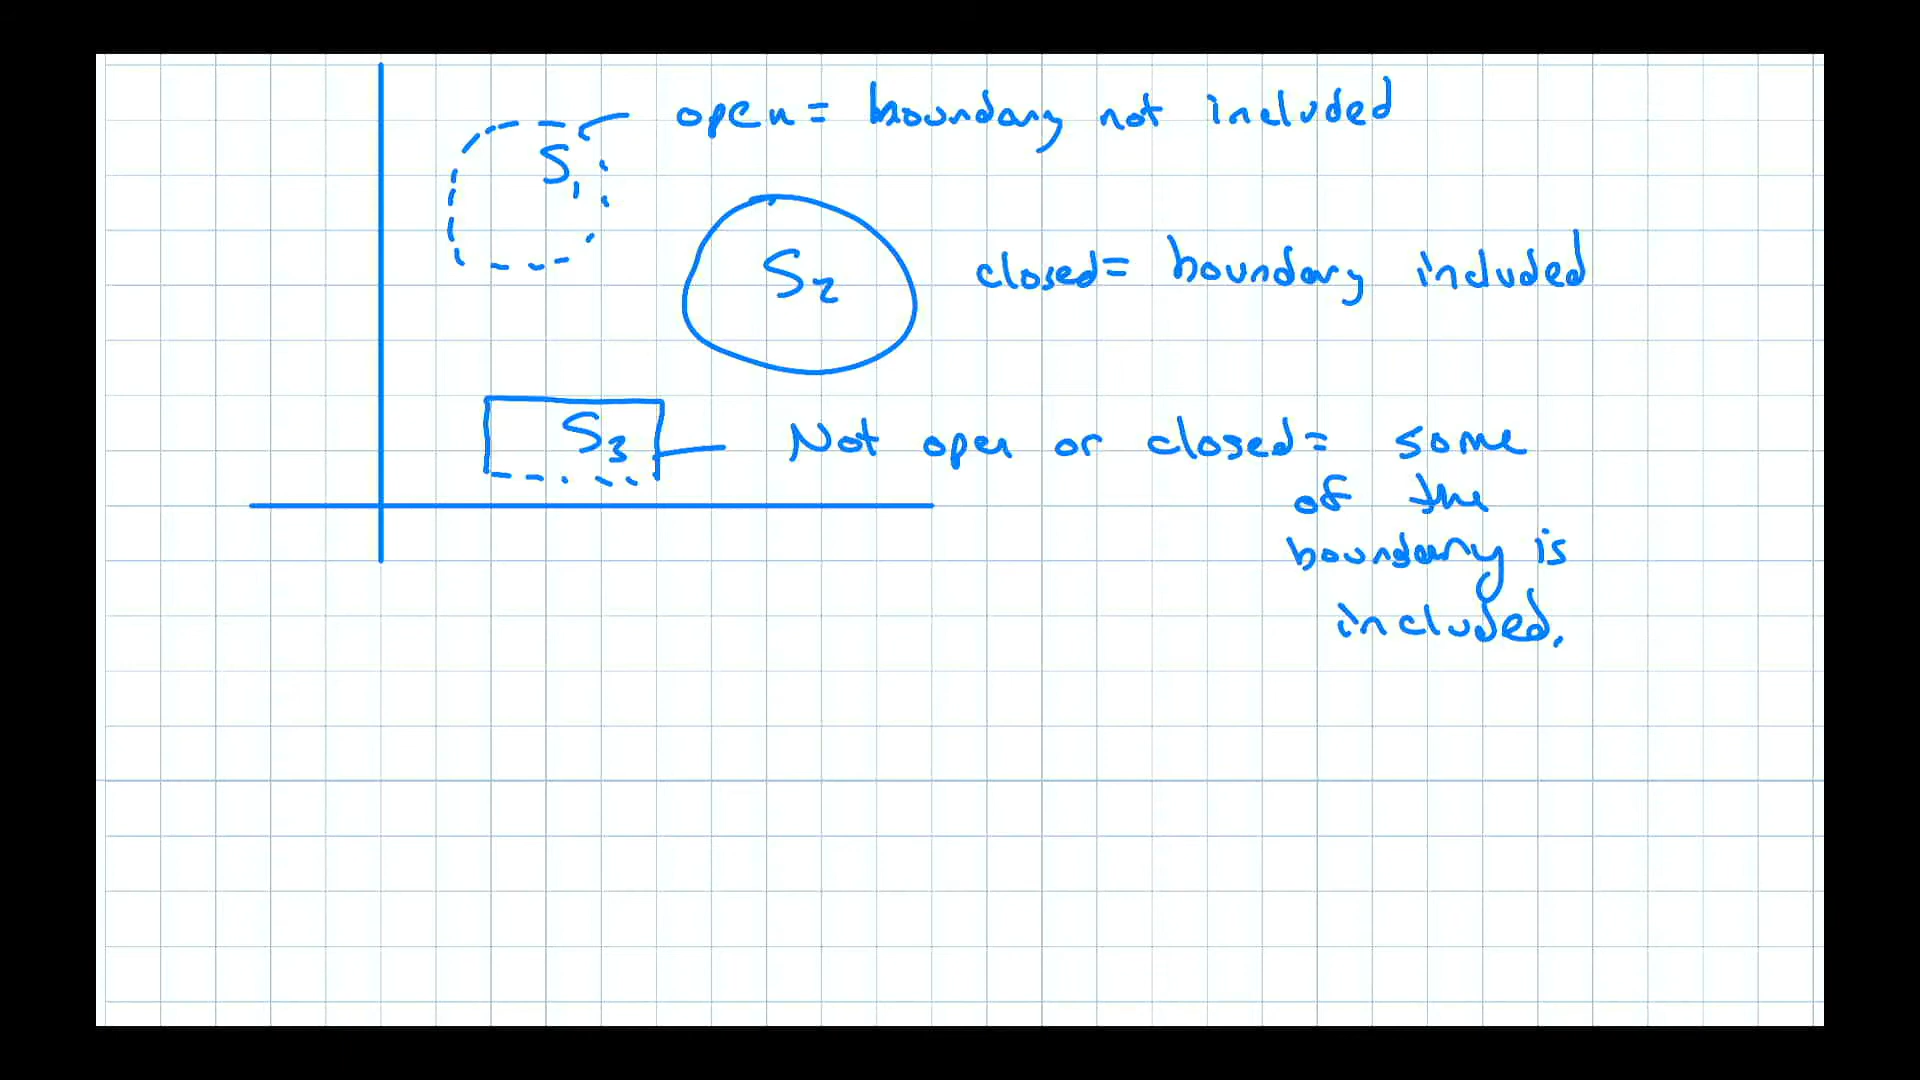 open = boundary not included
S₁
S₂ closed = boundary included
S₃ Not open or closed = some
of the
boundary is
included.